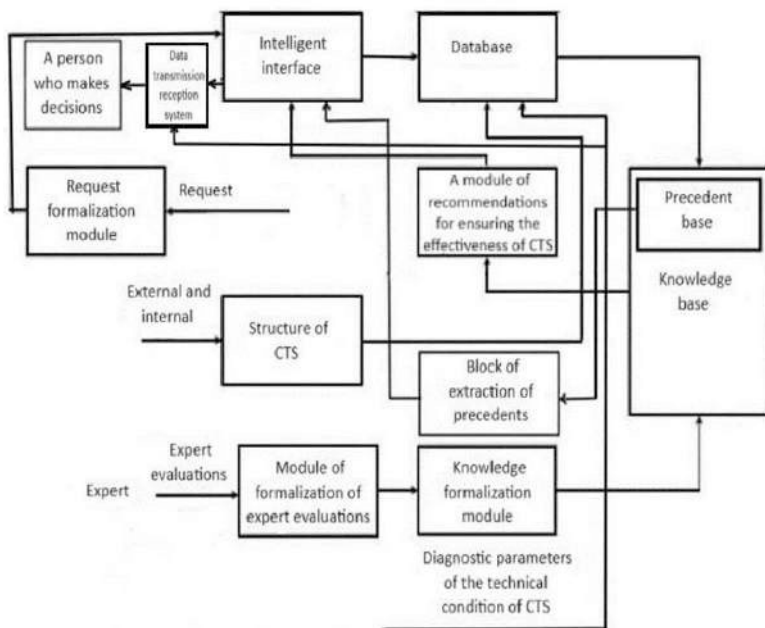 A person
who makes
decisions
Data
transmission
reception
system
Intelligent
interface
Database
Request
formalization
module
Request
A module of
recommendations
for ensuring the
effectiveness of CTS
Precedent
base
Knowledge
base
External and
internal
Structure of
CTS
Block of
extraction of
precedents
Expert
evaluations
Expert
Module of
formalization of
expert evaluations
Knowledge
formalization
module
Diagnostic parameters
of the technical
condition of CTS